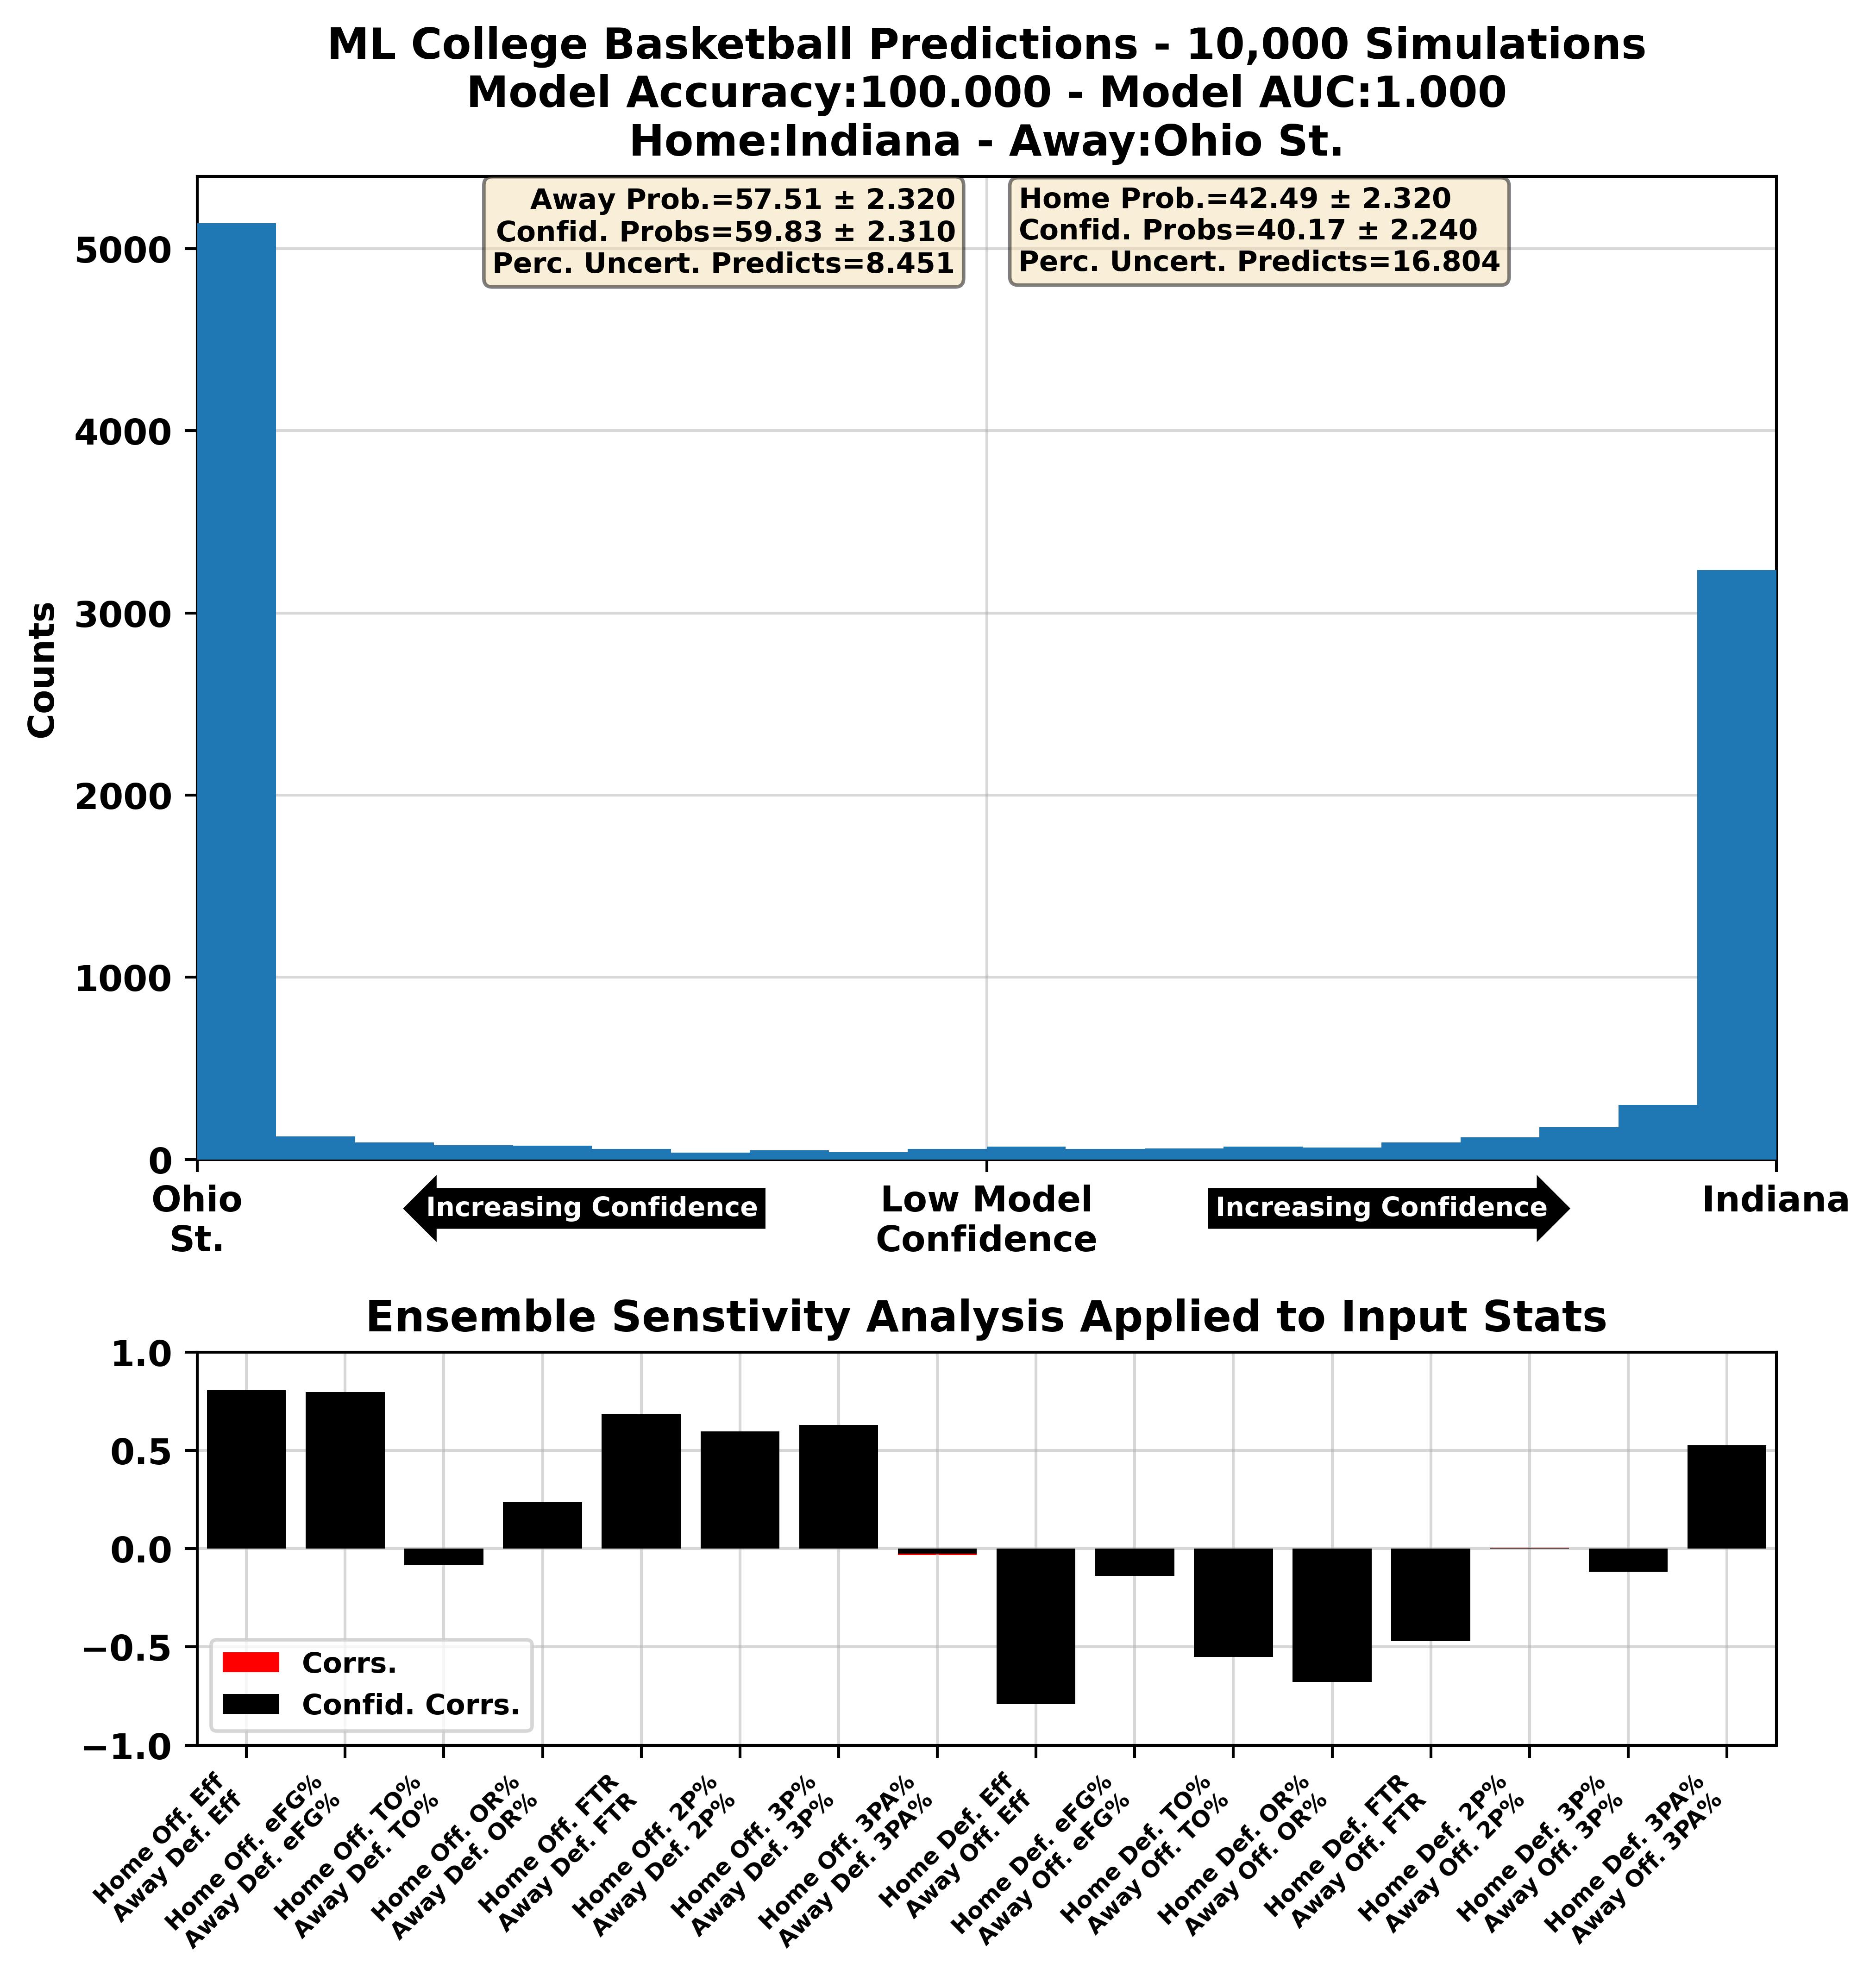 ML College Basketball Predictions - 10,000 Simulations
Model Accuracy:100.000 - Model AUC:1.000
Home:Indiana - Away:Ohio St.
Away Prob.=57.51 ± 2.320
Confid. Probs=59.83 ± 2.310
Perc. Uncert. Predicts=8.451
Home Prob.=42.49 ± 2.320
Confid. Probs=40.17 ± 2.240
Perc. Uncert. Predicts=16.804
Counts
5000
4000
3000
2000
1000
0
Ohio
St.
Increasing Confidence
Low Model
Confidence
Increasing Confidence
Indiana
Ensemble Senstivity Analysis Applied to Input Stats
1.0
0.5
0.0
−0.5
−1.0
Corrs.
Confid. Corrs.
Home Off. Eff
Away Def. Eff
Home Off. eFG%
Away Def. eFG%
Home Off. TO%
Away Def. TO%
Home Off. OR%
Away Def. OR%
Home Off. FTR
Away Def. FTR
Home Off. 2P%
Away Def. 2P%
Home Off. 3P%
Away Def. 3P%
Home Off. 3PA%
Away Def. 3PA%
Home Def. Eff
Away Off. Eff
Home Def. eFG%
Away Off. eFG%
Home Def. TO%
Away Off. TO%
Home Def. OR%
Away Off. OR%
Home Def. FTR
Away Off. FTR
Home Def. 2P%
Away Off. 2P%
Home Def. 3P%
Away Off. 3P%
Home Def. 3PA%
Away Off. 3PA%